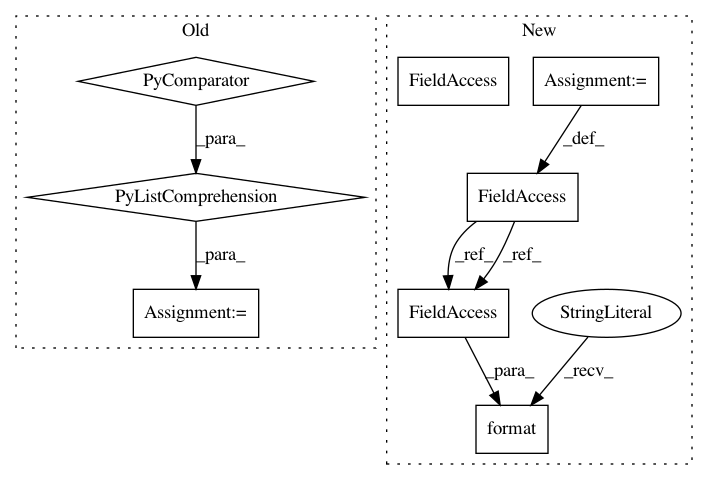 Old
New
PyComparator
FieldAccess
Assignment:=
_para_
_def_
PyListComprehension
FieldAccess
_para_
_ref_
_ref_
Assignment:=
FieldAccess
StringLiteral
_para_
_recv_
format